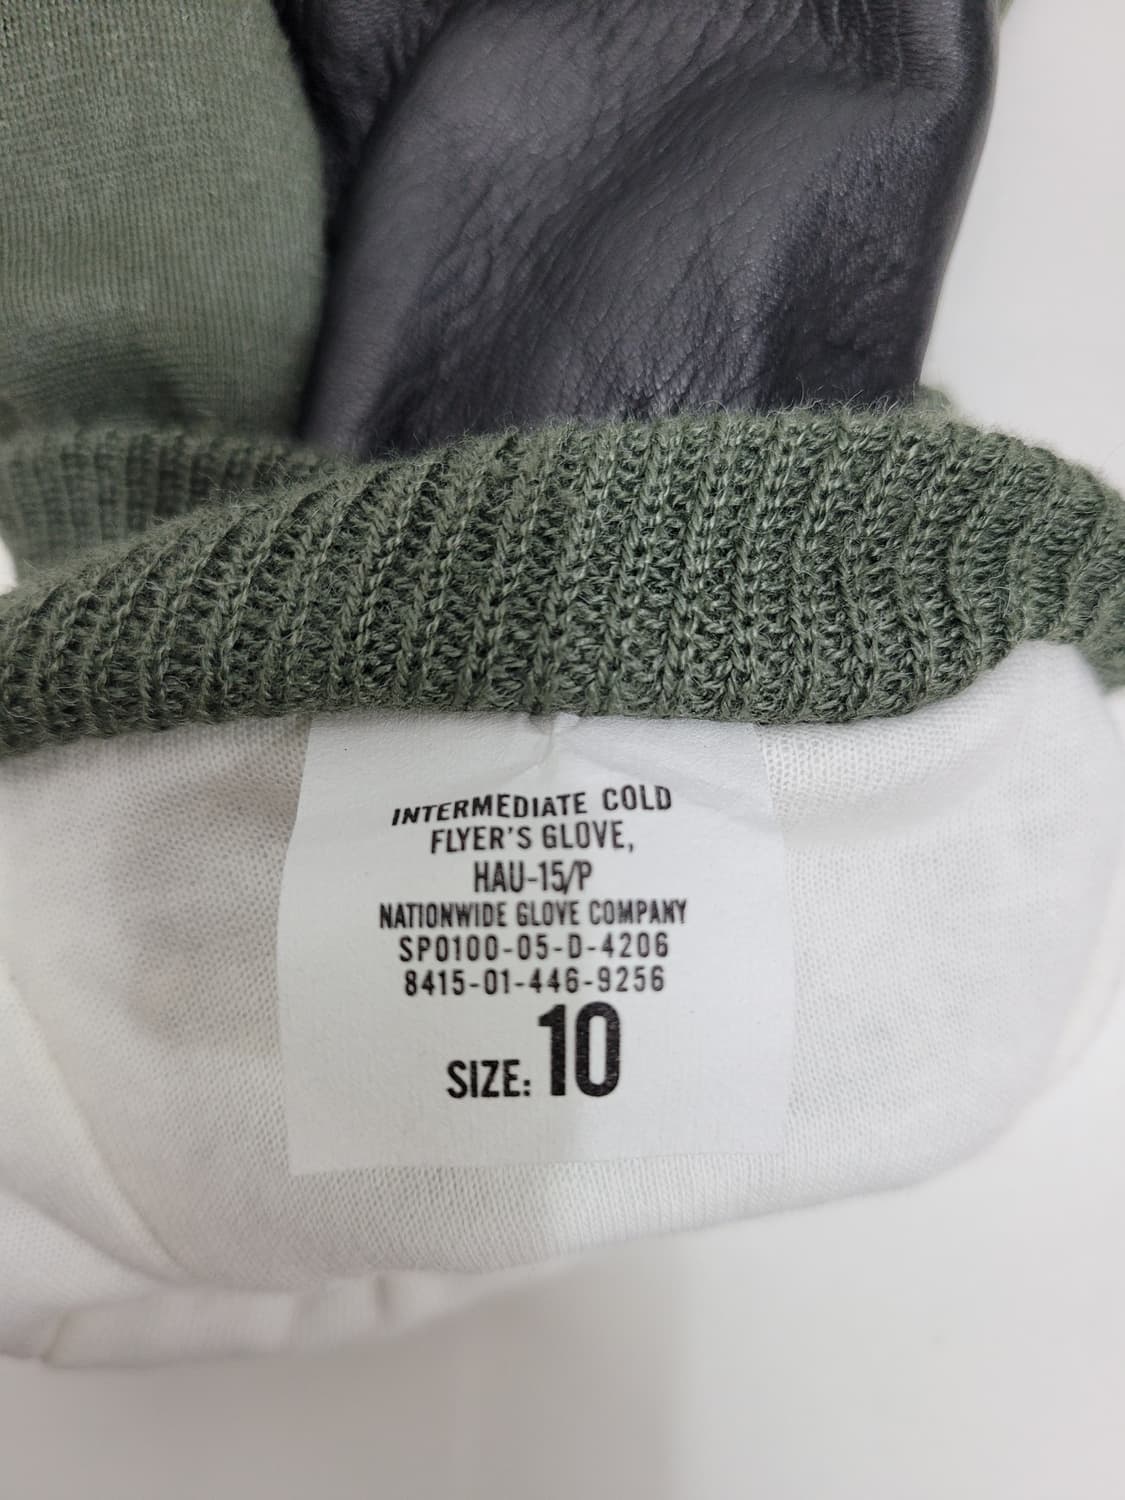 INTERMEDIATE COLD
FLYER'S GLOVE,
HAU-15/P
NATIONWIDE GLOVE COMPANY
SP0100-05-D-4206
8415-01-446-9256
SIZE: 10